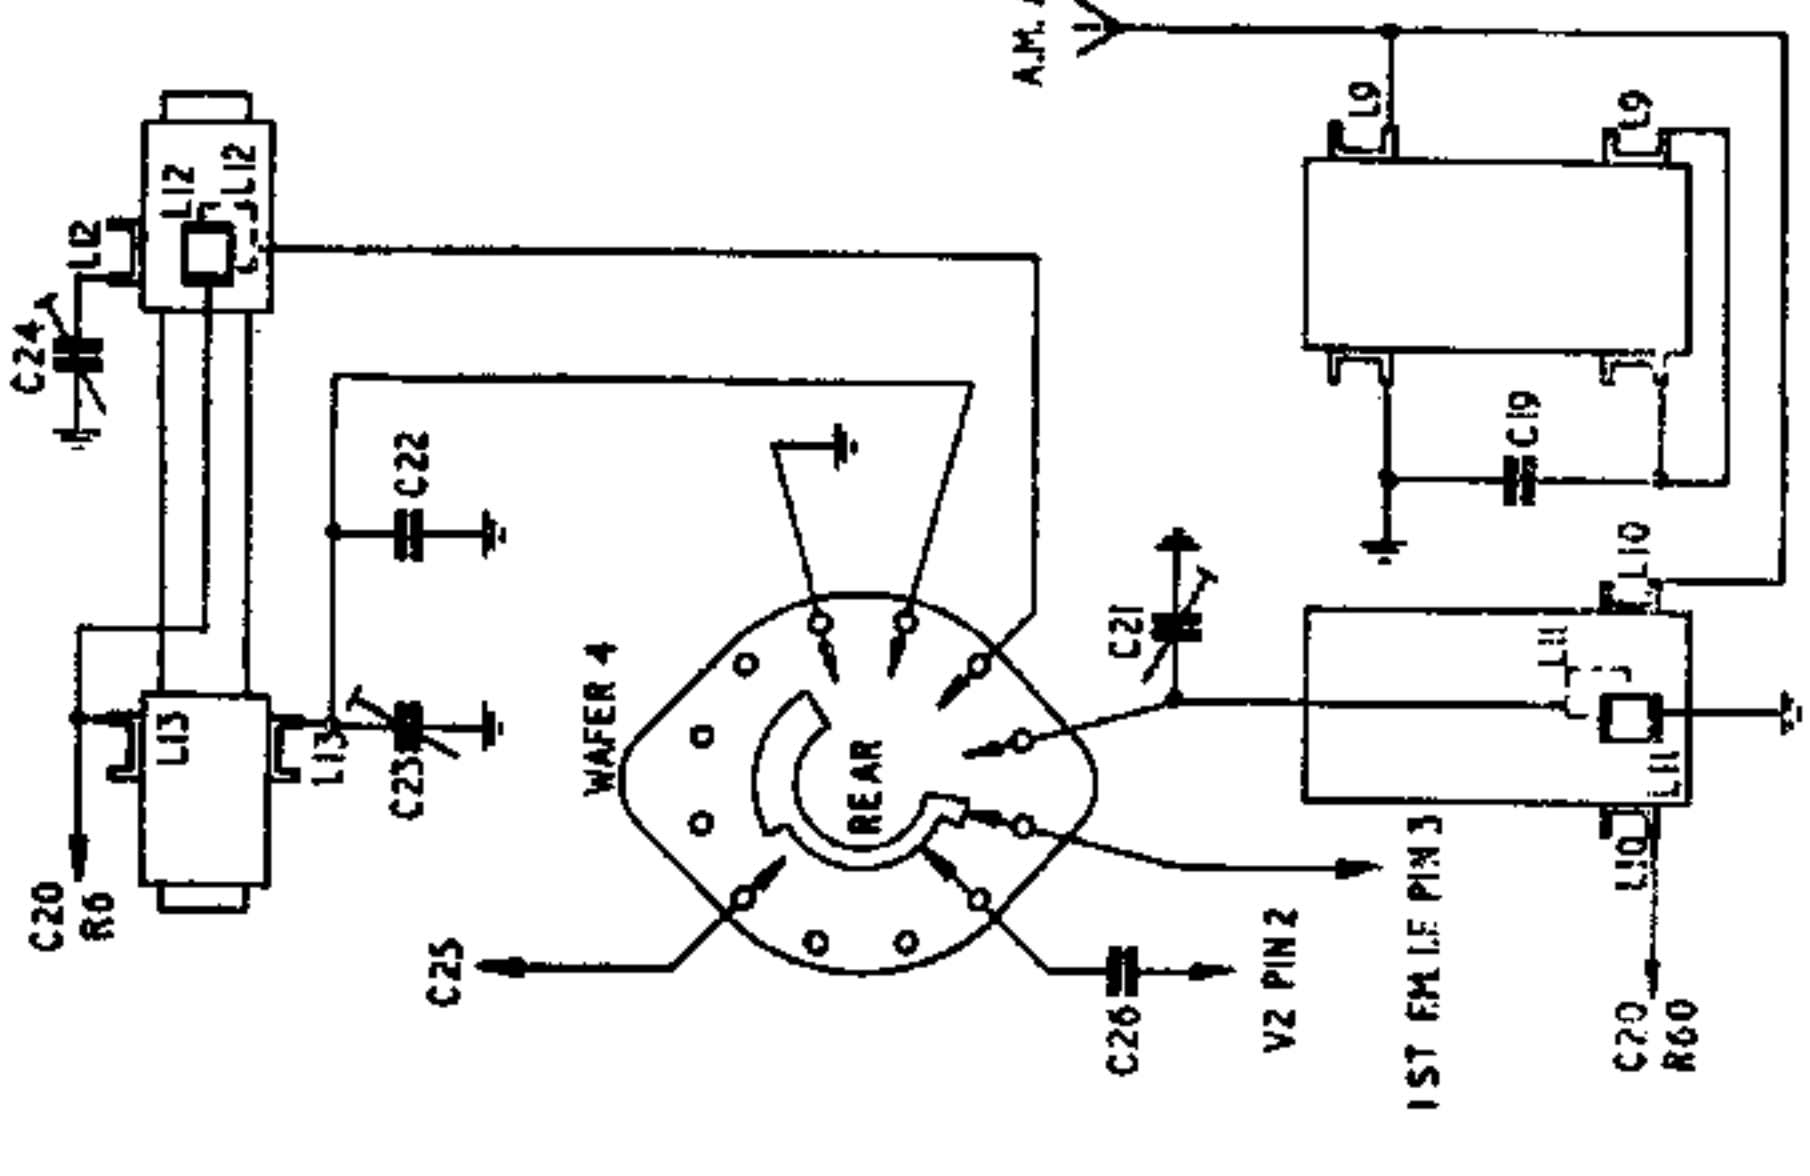 A.M.
L9
L9
L12
L12
L12
C24
C22
C19
L10
C21
L11
WAFER 4
L13
L13
C23
REAR
L11
L10
1ST F.M. I.F. PIN 3
C20
R6
C25
V2 PIN 2
C26
C20
R60